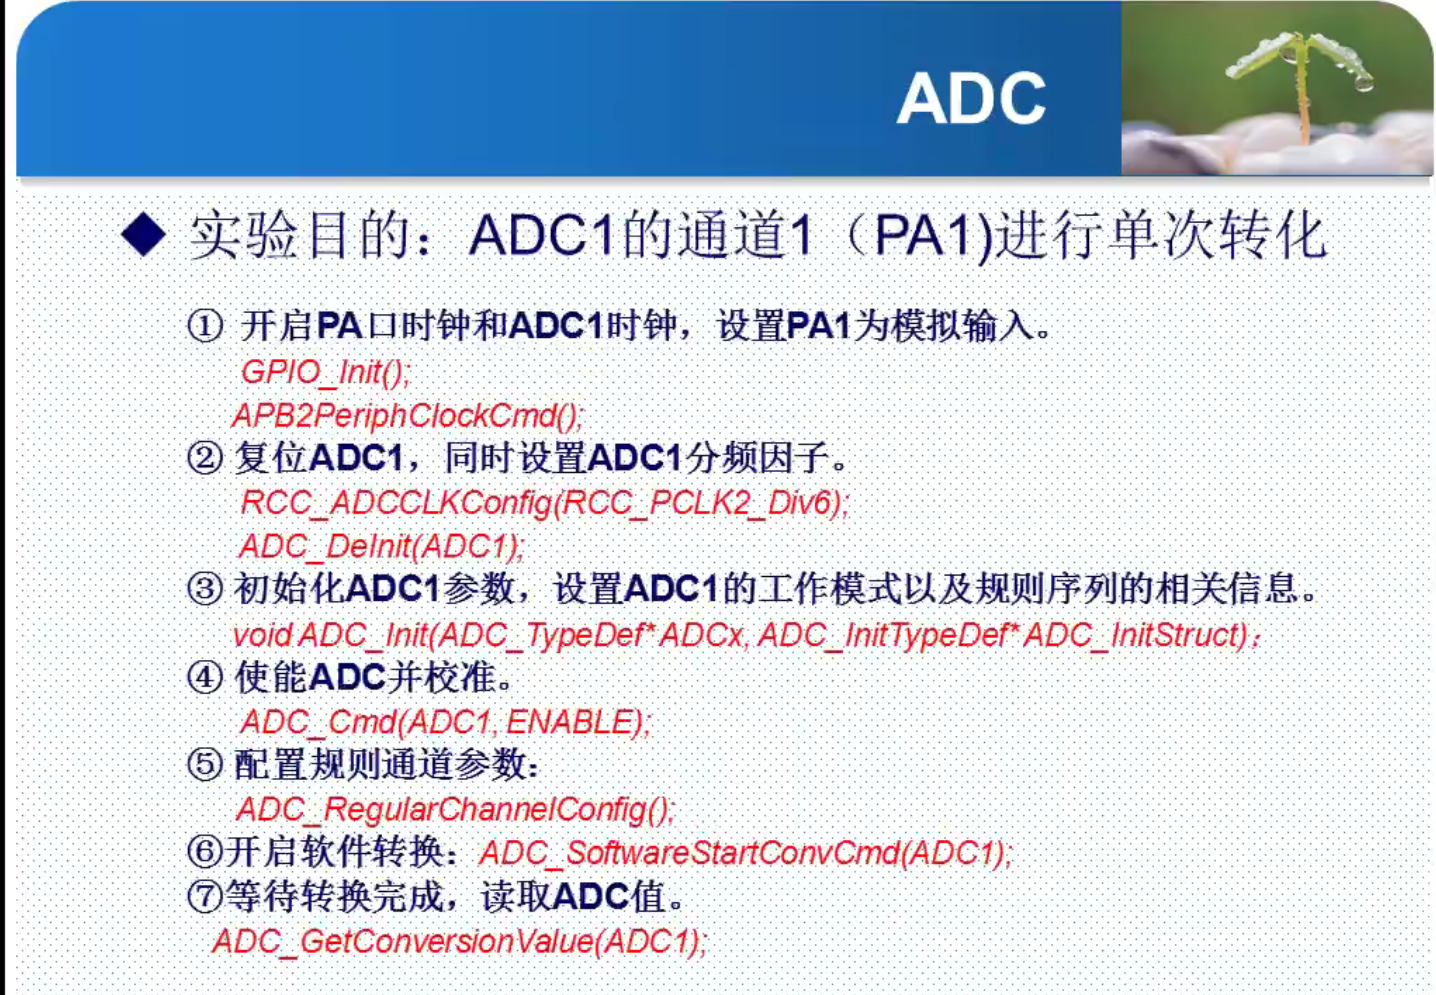 ADC
◆ 实验目的：ADC1的通道1（PA1)进行单次转化
① 开启PA口时钟和ADC1时钟，设置PA1为模拟输入。
GPIO_Init();
APB2PeriphClockCmd();
② 复位ADC1，同时设置ADC1分频因子。
RCC_ADCCLKConfig(RCC_PCLK2_Div6);
ADC_DeInit(ADC1);
③ 初始化ADC1参数，设置ADC1的工作模式以及规则序列的相关信息。
void ADC_Init(ADC_TypeDef* ADCx, ADC_InitTypeDef* ADC_InitStruct)；
④ 使能ADC并校准。
ADC_Cmd(ADC1, ENABLE);
⑤ 配置规则通道参数：
ADC_RegularChannelConfig();
⑥开启软件转换：ADC_SoftwareStartConvCmd(ADC1);
⑦等待转换完成，读取ADC值。
ADC_GetConversionValue(ADC1);